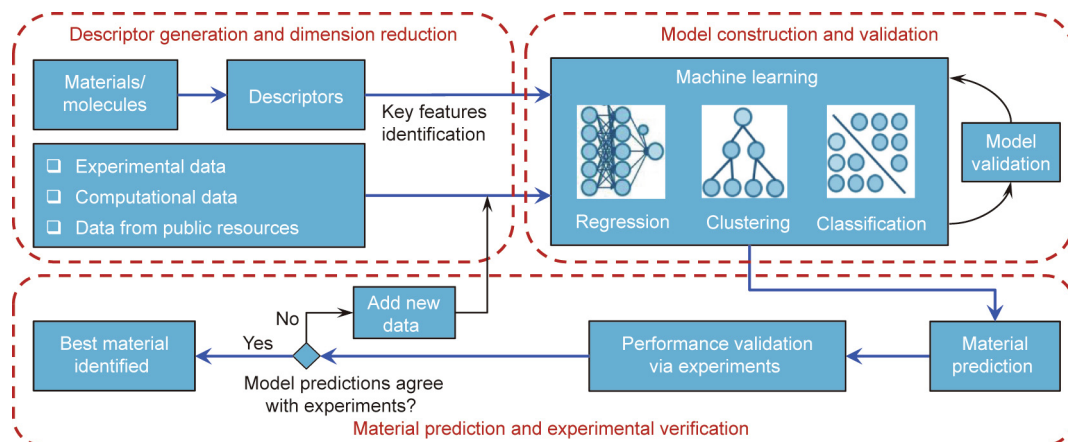 Descriptor generation and dimension reduction
Materials/
molecules
Descriptors
Key features
identification
❑ Experimental data
❑ Computational data
❑ Data from public resources
Model construction and validation
Machine learning
Regression
Clustering
Classification
Model
validation
Add new
data
No
Yes
Best material
identified
Model predictions agree
with experiments?
Performance validation
via experiments
Material
prediction
Material prediction and experimental verification